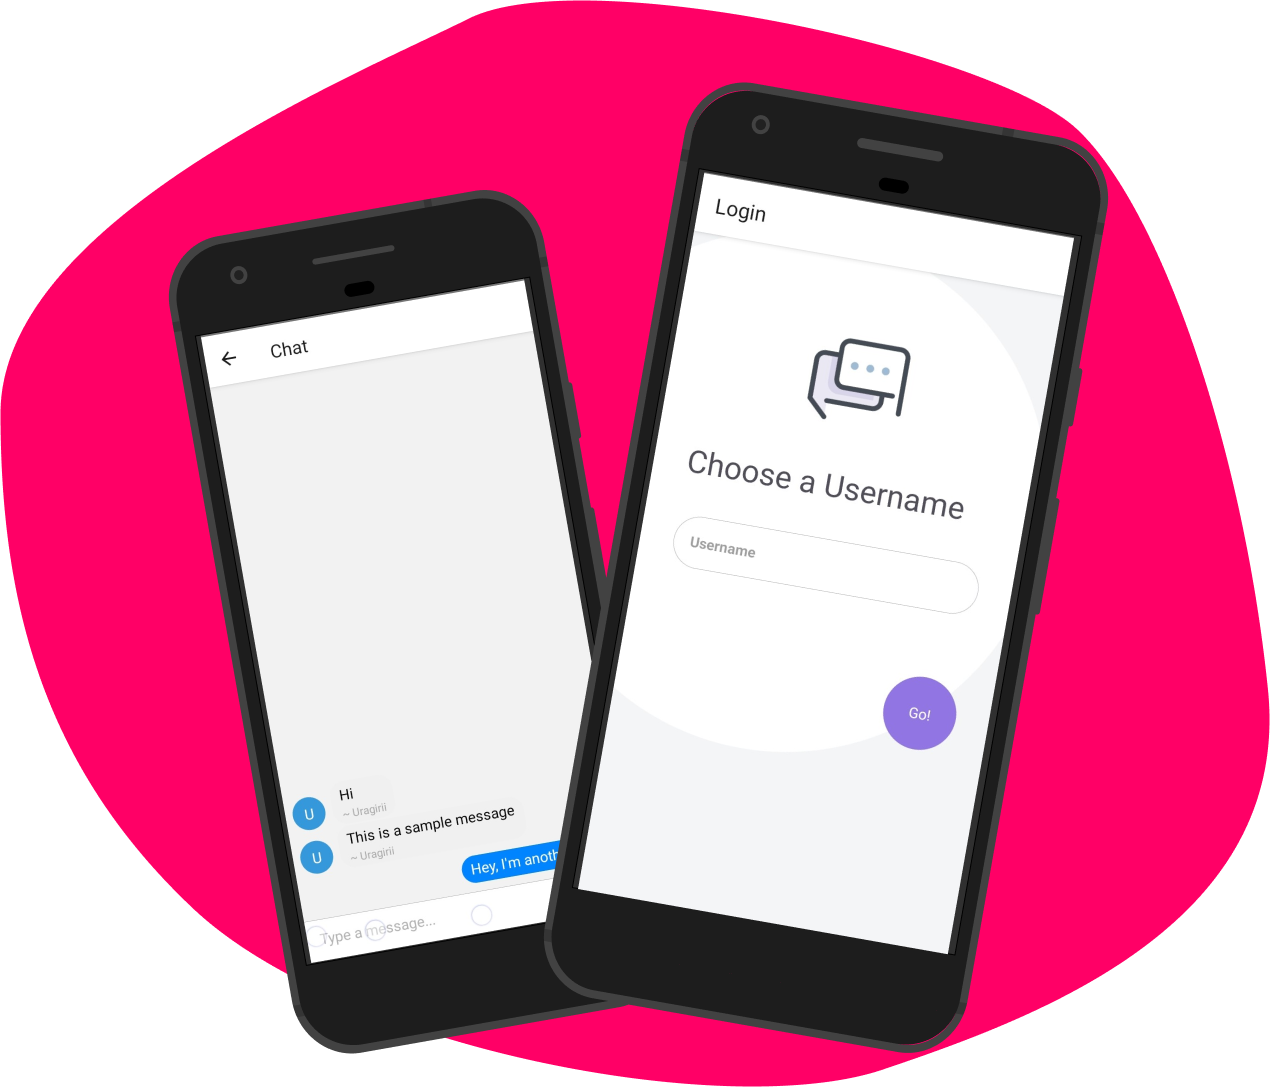 Chat
U
Hi
~ Uragirii
U
This is a sample message
~ Uragirii
Hey, I'm anoth
Type a message...
Login
Choose a Username
Username
Go!